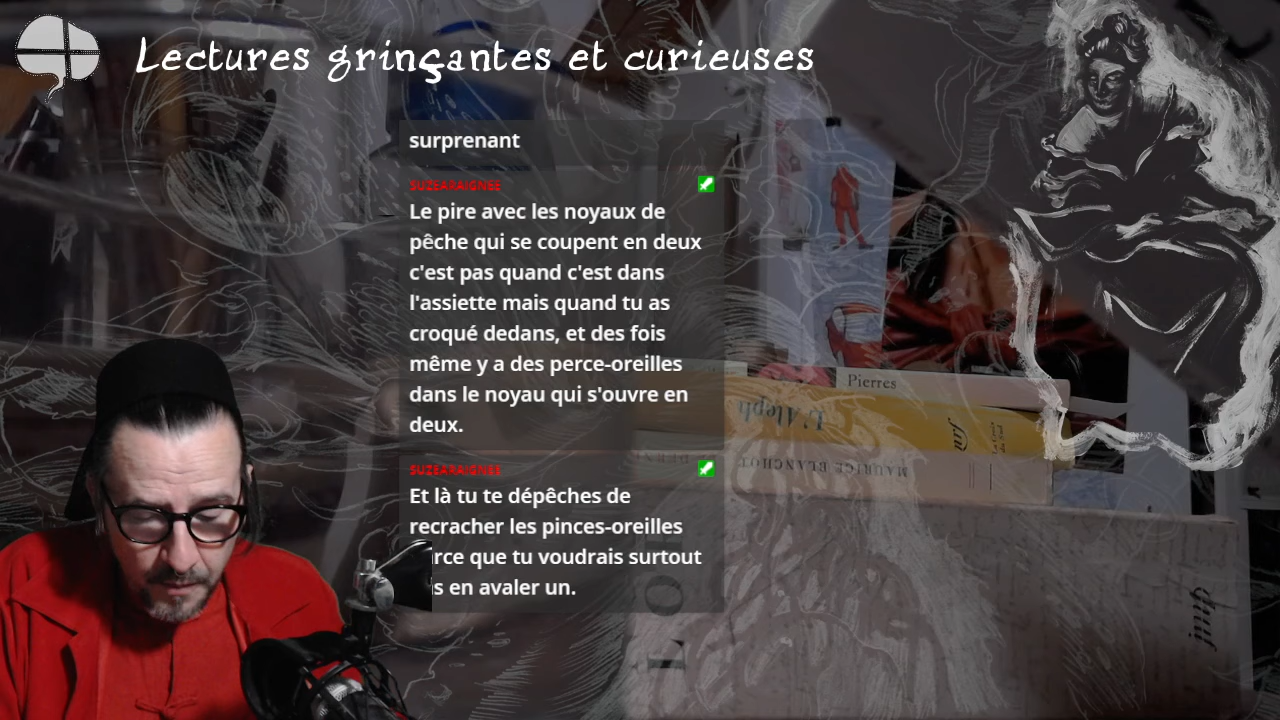 Lectures grinçantes et curieuses
surprenant
SUZEARAIGNEE
Le pire avec les noyaux de
pêche qui se coupent en deux
c'est pas quand c'est dans
l'assiette mais quand tu as
croqué dedans, et des fois
même y a des perce-oreilles
dans le noyau qui s'ouvre en
deux.
SUZEARAIGNEE
Et là tu te dépêches de
recracher les pinces-oreilles
rce que tu voudrais surtout
s en avaler un.
Pierres
L'Aleph
MAURICE BLANCHOT